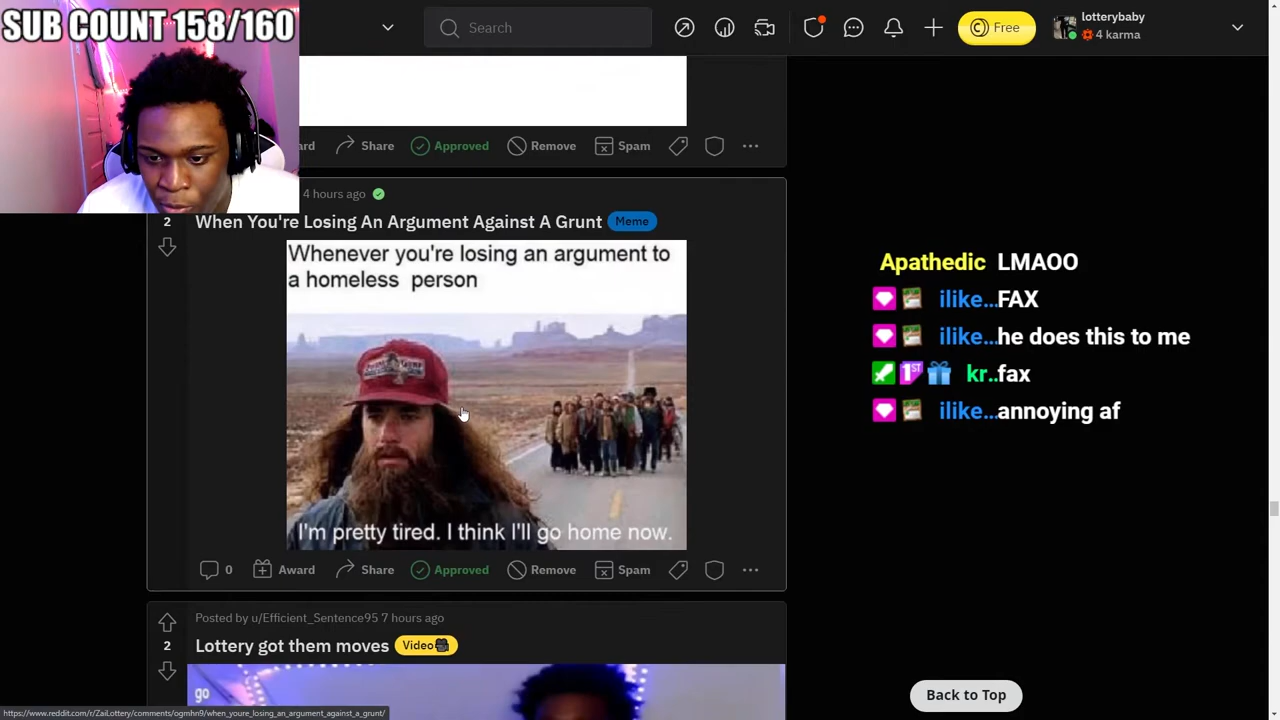 SUB COUNT 158/160
Search
Free
lotterybaby
4 karma
ard
Share
Approved
Remove
Spam
4 hours ago
2
When You're Losing An Argument Against A Grunt
Meme
Whenever you're losing an argument to
a homeless person
I'm pretty tired. I think I'll go home now.
0
Award
Share
Approved
Remove
Spam
Posted by u/Efficient_Sentence95 7 hours ago
2
Lottery got them moves
Video
go
Apathedic LMAOO
ilike... FAX
ilike... he does this to me
1ST
kr.. fax
ilike... annoying af
Back to Top
https://www.reddit.com/r/ZaiLottery/comments/ogmhn9/when_youre_losing_an_argument_against_a_grunt/